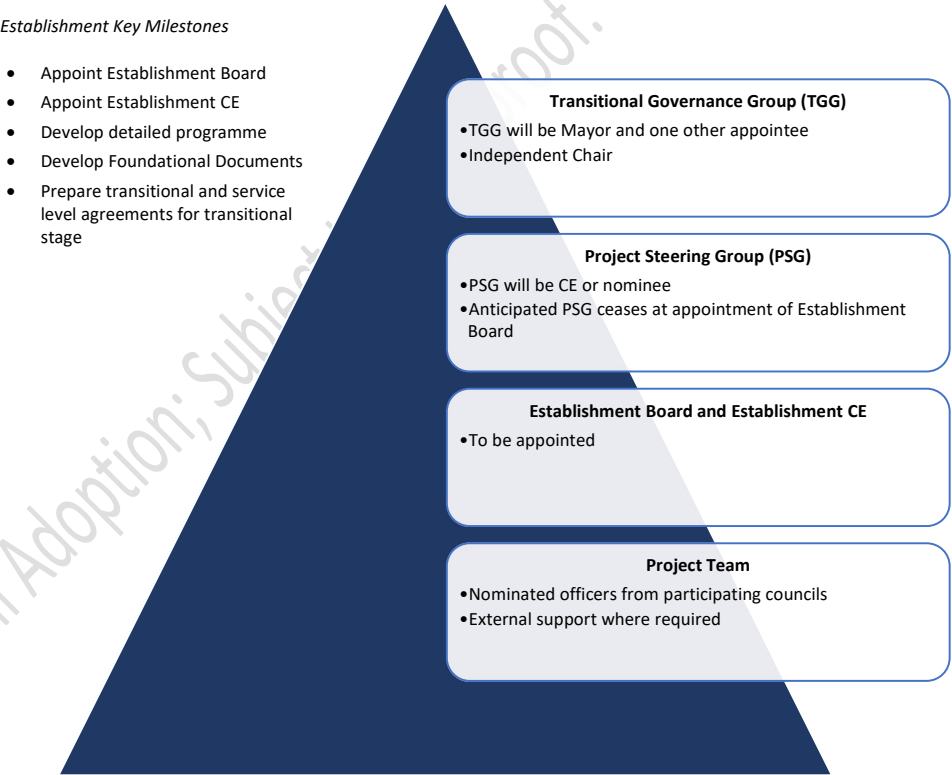 Establishment Key Milestones
• Appoint Establishment Board
• Appoint Establishment CE
• Develop detailed programme
• Develop Foundational Documents
• Prepare transitional and service
level agreements for transitional
stage
Transitional Governance Group (TGG)
•TGG will be Mayor and one other appointee
•Independent Chair
Project Steering Group (PSG)
•PSG will be CE or nominee
•Anticipated PSG ceases at appointment of Establishment
Board
Establishment Board and Establishment CE
•To be appointed
Project Team
•Nominated officers from participating councils
•External support where required
Adoption; Subject